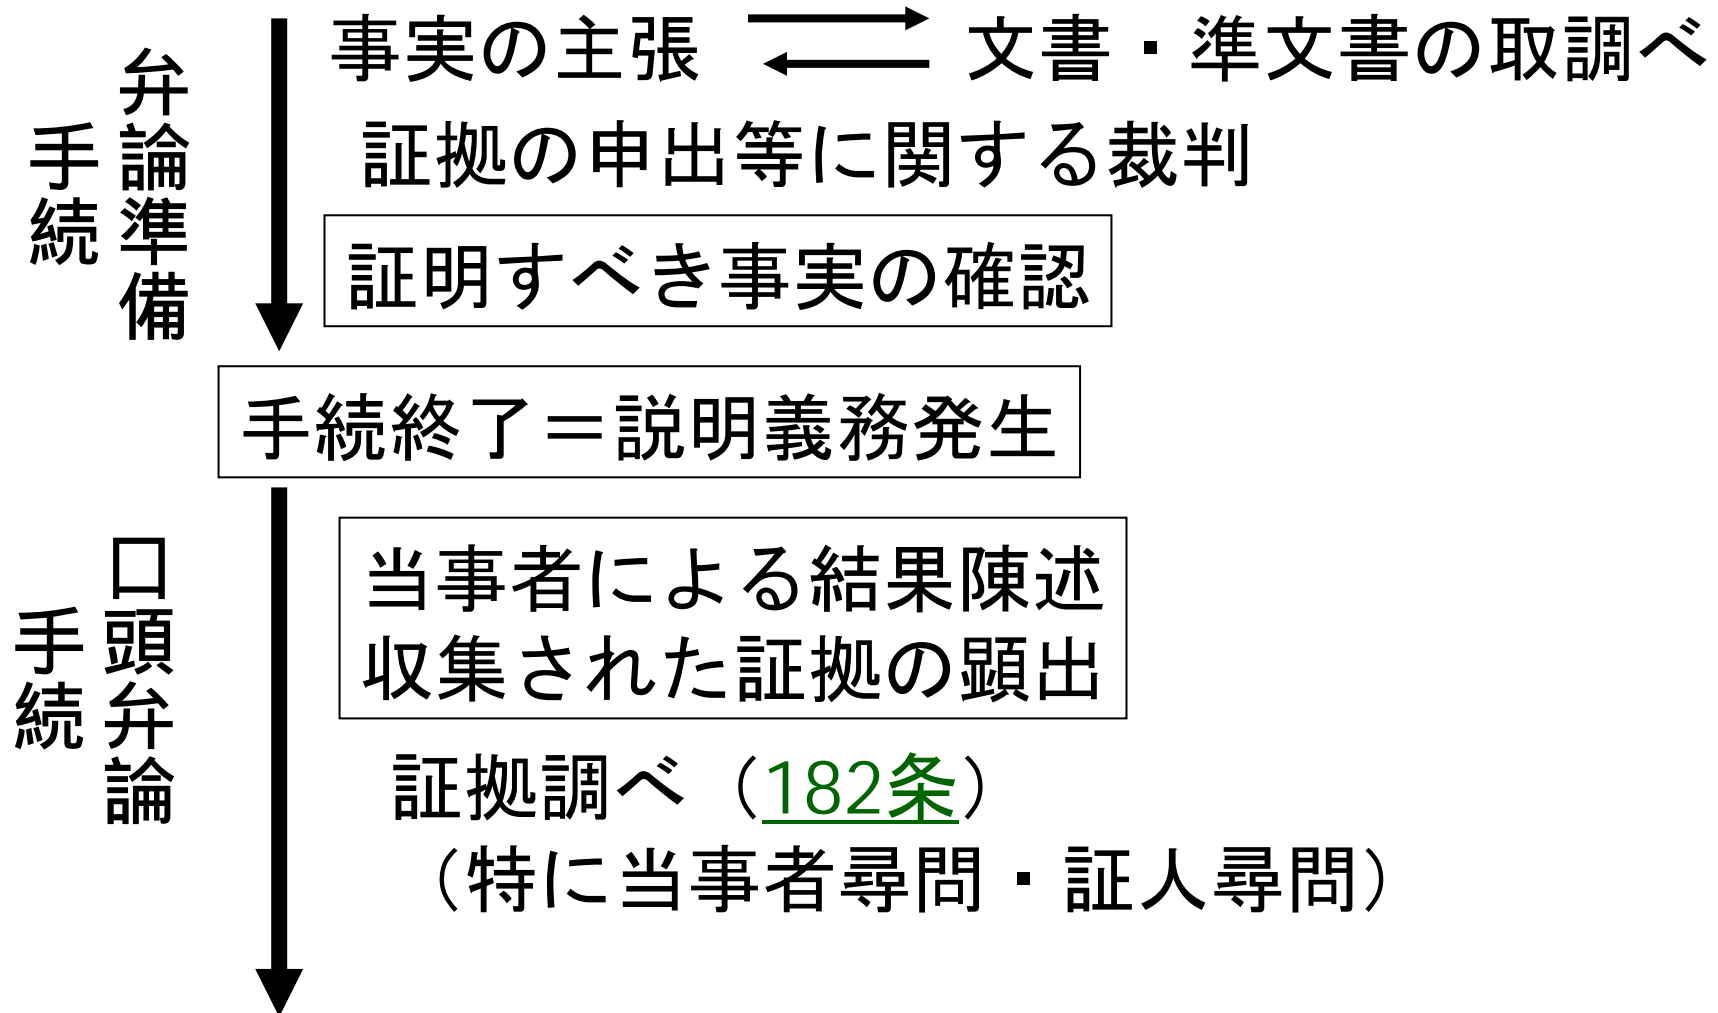 弁論準備
手続
事実の主張
文書・準文書の取調べ
証拠の申出等に関する裁判
証明すべき事実の確認
手続終了＝説明義務発生
口頭弁論
手続
当事者による結果陳述
収集された証拠の顕出
証拠調べ（182条）
（特に当事者尋問・証人尋問）